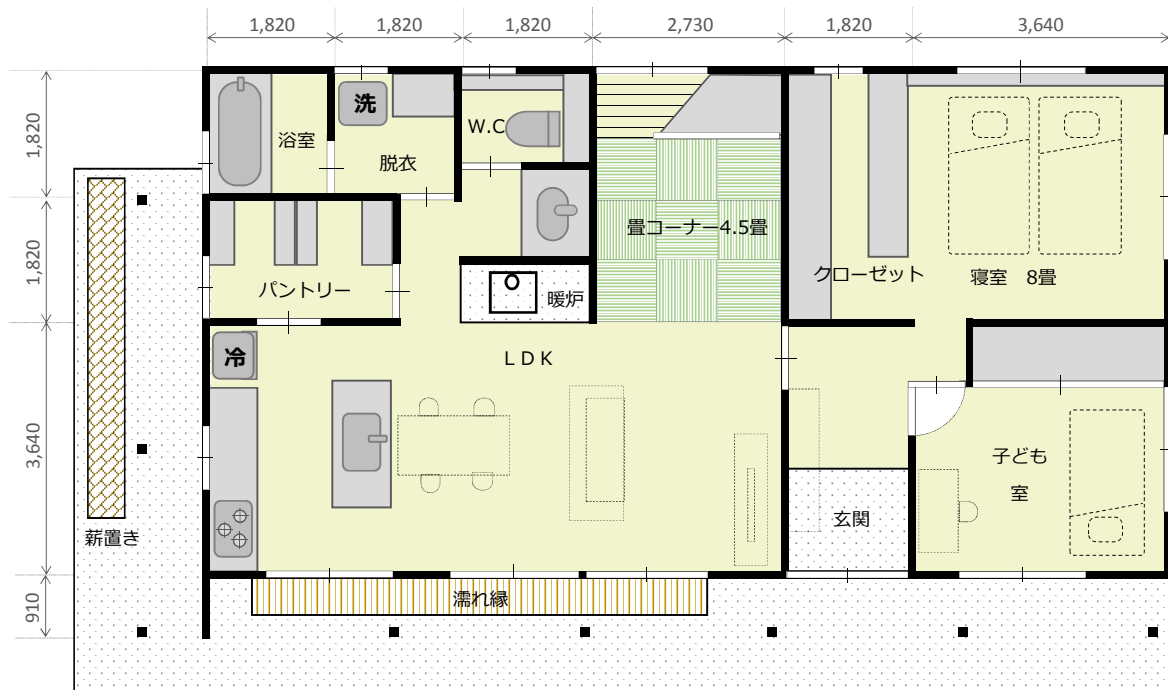 1,820
1,820
1,820
2,730
1,820
3,640
1,820
1,820
3,640
910
浴室
洗
脱衣
W.C
畳コーナー4.5畳
クローゼット
寝室 8畳
パントリー
暖炉
LDK
冷
子ども
室
玄関
薪置き
濡れ縁